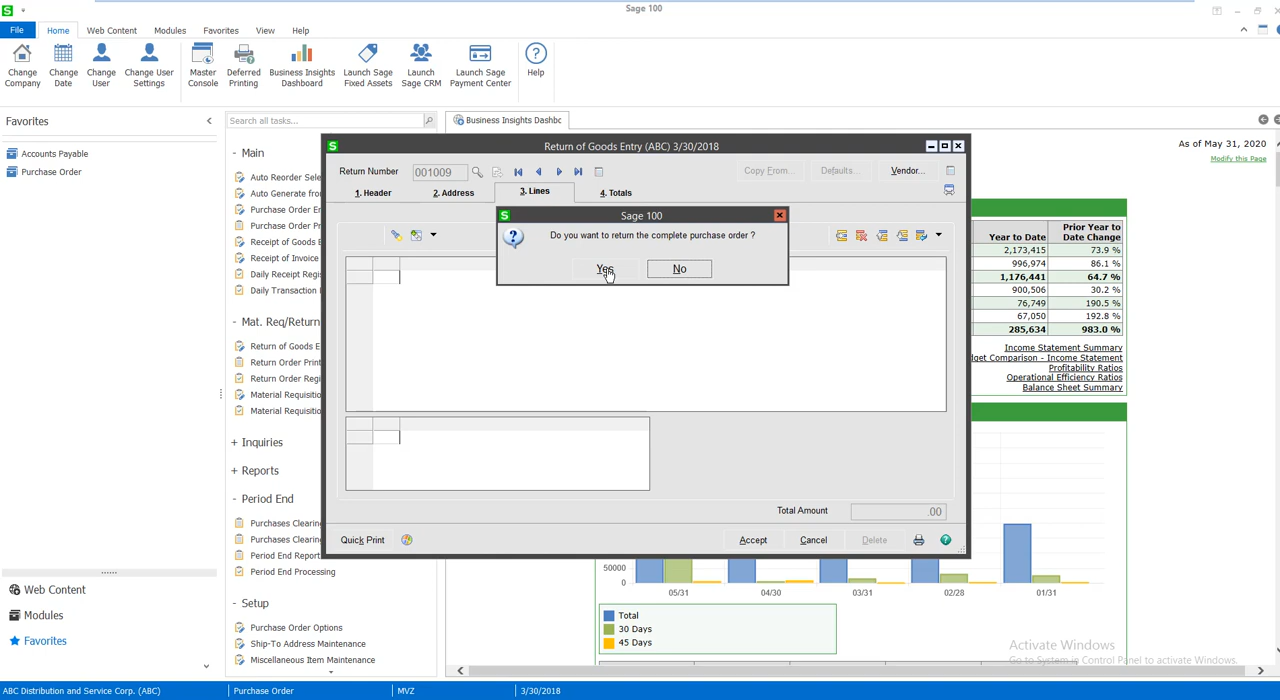 Sage 100
File Home Web Content Modules Favorites View Help
Change Company
Change Date
Change User
Change User Settings
Master Console
Deferred Printing
Business Insights Dashboard
Launch Sage Fixed Assets
Launch Sage CRM
Launch Sage Payment Center
Help
Favorites
Search all tasks...
Business Insights Dashbc
Accounts Payable
Purchase Order
- Main
Auto Reorder Sele
Auto Generate fro
Purchase Order En
Purchase Order Pr
Receipt of Goods E
Receipt of Invoice
Daily Receipt Regis
Daily Transaction
- Mat. Req/Return
Return of Goods E
Return Order Print
Return Order Regi
Material Requisitio
Material Requisitio
+ Inquiries
+ Reports
- Period End
Purchases Clearin
Purchases Clearin
Period End Report
Period End Processing
- Setup
Purchase Order Options
Ship-To Address Maintenance
Miscellaneous Item Maintenance
Web Content
Modules
Favorites
Return of Goods Entry (ABC) 3/30/2018
Return Number 001009
Copy From... Defaults... Vendor...
1. Header 2. Address 3. Lines 4. Totals
Sage 100
Do you want to return the complete purchase order ?
Yes No
Total Amount .00
Quick Print Accept Cancel Delete
As of May 31, 2020
Modify this Page
Year to Date Prior Year to Date Change
2,173,415 73.9 %
996,974 86.1 %
1,176,441 64.7 %
900,506 30.2 %
76,749 190.5 %
67,050 192.8 %
285,634 983.0 %
Income Statement Summary
dget Comparison - Income Statement
Profitability Ratios
Operational Efficiency Ratios
Balance Sheet Summary
50000
0
05/31 04/30 03/31 02/28 01/31
Total
30 Days
45 Days
Activate Windows
Go to System in Control Panel to activate Windows.
ABC Distribution and Service Corp. (ABC) Purchase Order MVZ 3/30/2018